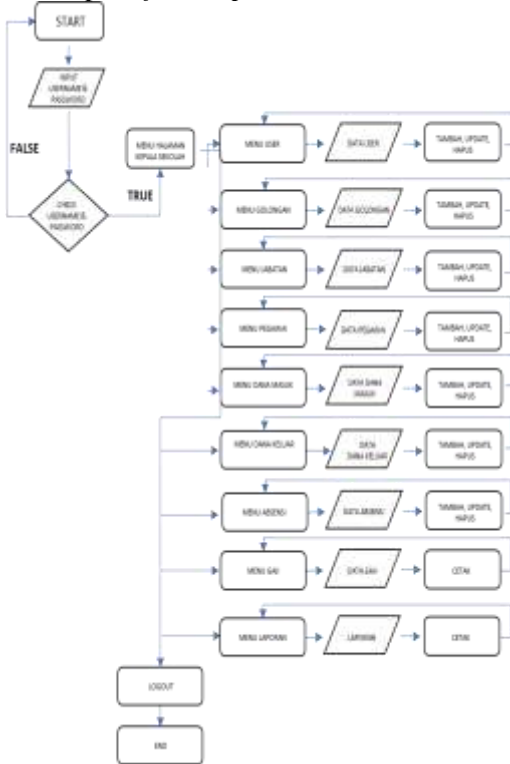 START
INPUT
USERNAME &
PASSWORD
FALSE
CHECK
USERNAME &
PASSWORD
TRUE
MENU HALAMAN
KEPALA SEKOLAH
MENU USER
DATA USER
TAMBAH, UPDATE,
HAPUS
MENU GOLONGAN
DATA GOLONGAN
TAMBAH, UPDATE,
HAPUS
MENU JABATAN
DATA JABATAN
TAMBAH, UPDATE,
HAPUS
MENU PEGAWAI
DATA PEGAWAI
TAMBAH, UPDATE,
HAPUS
MENU DANA MASUK
DATA DANA
MASUK
TAMBAH, UPDATE,
HAPUS
MENU DANA KELUAR
DATA
DANA KELUAR
TAMBAH, UPDATE,
HAPUS
MENU ABSENSI
DATA ABSENSI
TAMBAH, UPDATE,
HAPUS
MENU GAJI
DATA GAJI
CETAK
MENU LAPORAN
LAPORAN
CETAK
LOGOUT
END